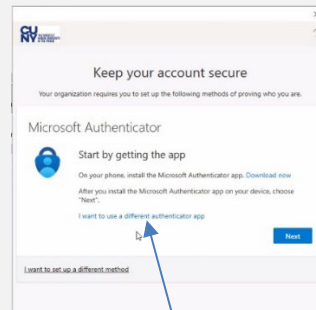 CU
NY
Keep your account secure
Your organization requires you to set up the following methods of proving who you are.
Microsoft Authenticator
Start by getting the app
On your phone, install the Microsoft Authenticator app. Download now
After you install the Microsoft Authenticator app on your device, choose
"Next".
I want to use a different authenticator app
Next
I want to set up a different method